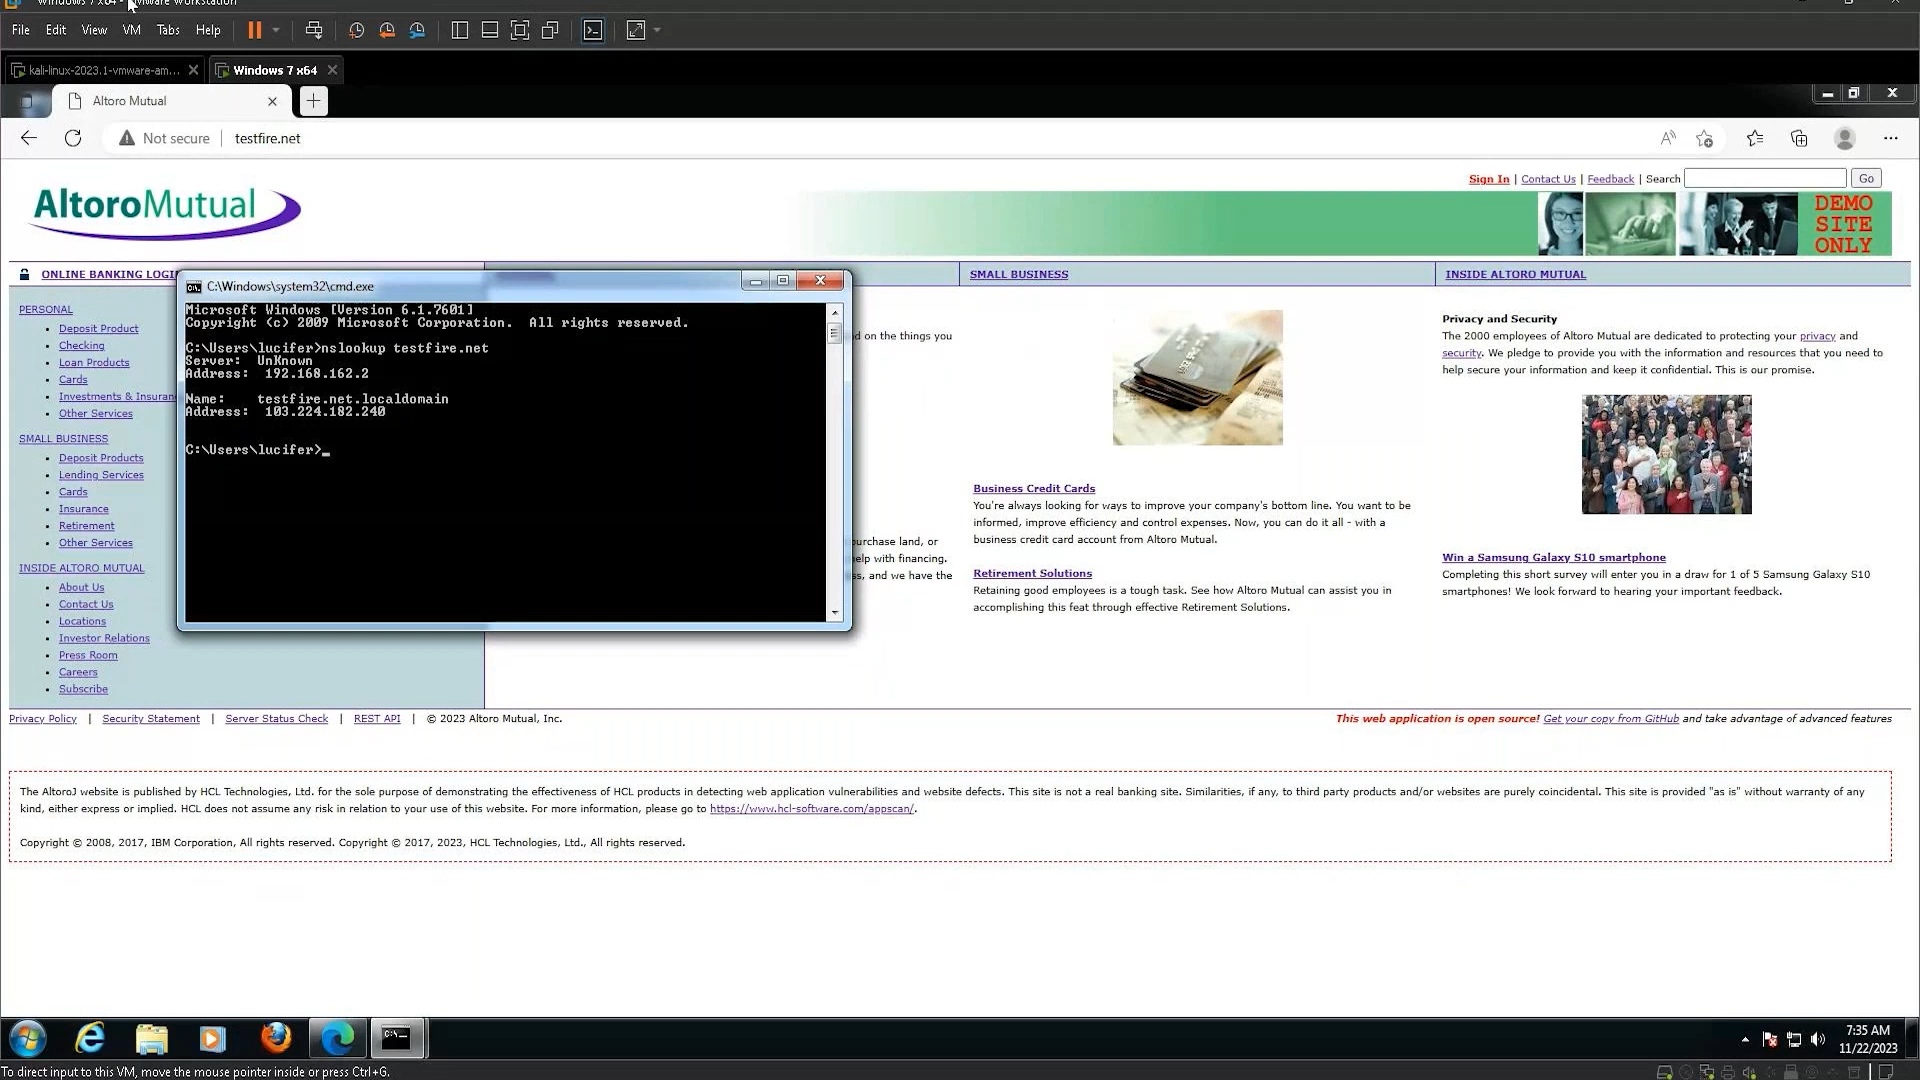 Windows 7 x64 - VMware Workstation
File Edit View VM Tabs Help
kali-linux-2023.1-vmware-am...
Windows 7 x64
Altoro Mutual
Not secure
testfire.net
Sign In | Contact Us | Feedback | Search
Go
AltoroMutual
DEMO
SITE
ONLY
ONLINE BANKING LOGI
SMALL BUSINESS
INSIDE ALTORO MUTUAL
PERSONAL
Deposit Product
Checking
Loan Products
Cards
Investments & Insuran
Other Services
SMALL BUSINESS
Deposit Products
Lending Services
Cards
Insurance
Retirement
Other Services
INSIDE ALTORO MUTUAL
About Us
Contact Us
Locations
Investor Relations
Press Room
Careers
Subscribe
C:\Windows\system32\cmd.exe
Microsoft Windows [Version 6.1.7601]
Copyright (c) 2009 Microsoft Corporation.  All rights reserved.
C:\Users\lucifer>nslookup testfire.net
Server:  UnKnown
Address:  192.168.162.2
Name:    testfire.net.localdomain
Address:  103.224.182.240
C:\Users\lucifer>_
d on the things you
urchase land, or
elp with financing.
ss, and we have the
Business Credit Cards
You're always looking for ways to improve your company's bottom line. You want to be
informed, improve efficiency and control expenses. Now, you can do it all - with a
business credit card account from Altoro Mutual.
Retirement Solutions
Retaining good employees is a tough task. See how Altoro Mutual can assist you in
accomplishing this feat through effective Retirement Solutions.
Privacy and Security
The 2000 employees of Altoro Mutual are dedicated to protecting your privacy and
security. We pledge to provide you with the information and resources that you need to
help secure your information and keep it confidential. This is our promise.
Win a Samsung Galaxy S10 smartphone
Completing this short survey will enter you in a draw for 1 of 5 Samsung Galaxy S10
smartphones! We look forward to hearing your important feedback.
Privacy Policy | Security Statement | Server Status Check | REST API | © 2023 Altoro Mutual, Inc.
This web application is open source! Get your copy from GitHub and take advantage of advanced features
The AltoroJ website is published by HCL Technologies, Ltd. for the sole purpose of demonstrating the effectiveness of HCL products in detecting web application vulnerabilities and website defects. This site is not a real banking site. Similarities, if any, to third party products and/or websites are purely coincidental. This site is provided "as is" without warranty of any
kind, either express or implied. HCL does not assume any risk in relation to your use of this website. For more information, please go to https://www.hcl-software.com/appscan/.
Copyright © 2008, 2017, IBM Corporation, All rights reserved. Copyright © 2017, 2023, HCL Technologies, Ltd., All rights reserved.
7:35 AM
11/22/2023
To direct input to this VM, move the mouse pointer inside or press Ctrl+G.